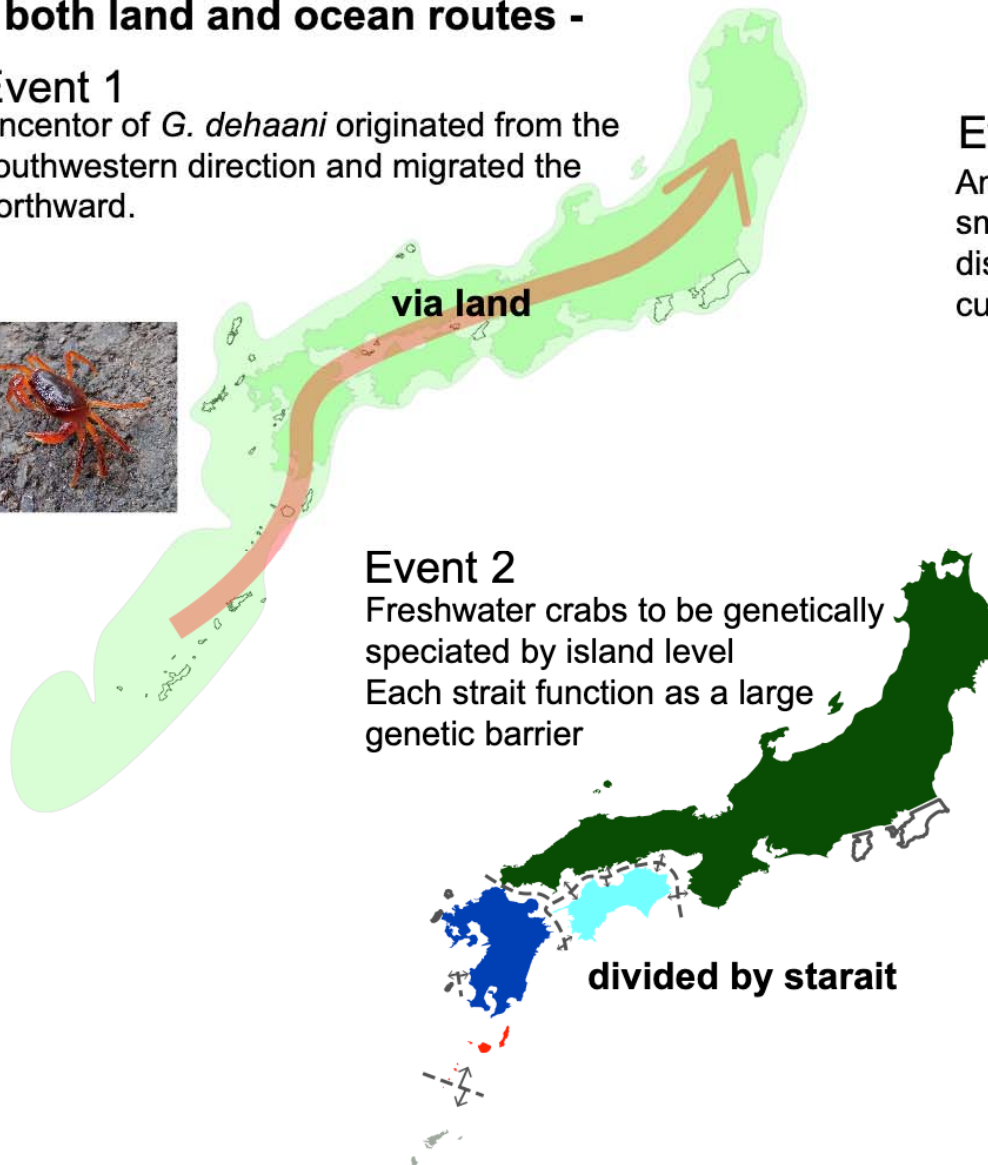 both land and ocean routes -
Event 1
ncentor of G. dehaani originated from the
outhwestern direction and migrated the
orthward.
via land
Event 2
Freshwater crabs to be genetically
speciated by island level
Each strait function as a large
genetic barrier
divided by starait